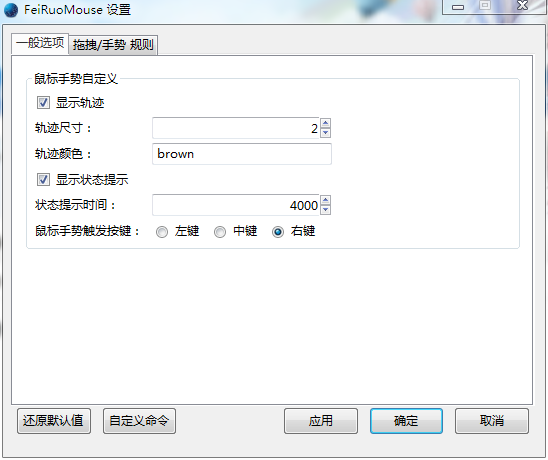 FeiRuoMouse 设置
一般选项 拖拽/手势 规则
鼠标手势自定义
显示轨迹
轨迹尺寸： 2
轨迹颜色： brown
显示状态提示
状态提示时间： 4000
鼠标手势触发按键： 左键 中键 右键
还原默认值 自定义命令 应用 确定 取消